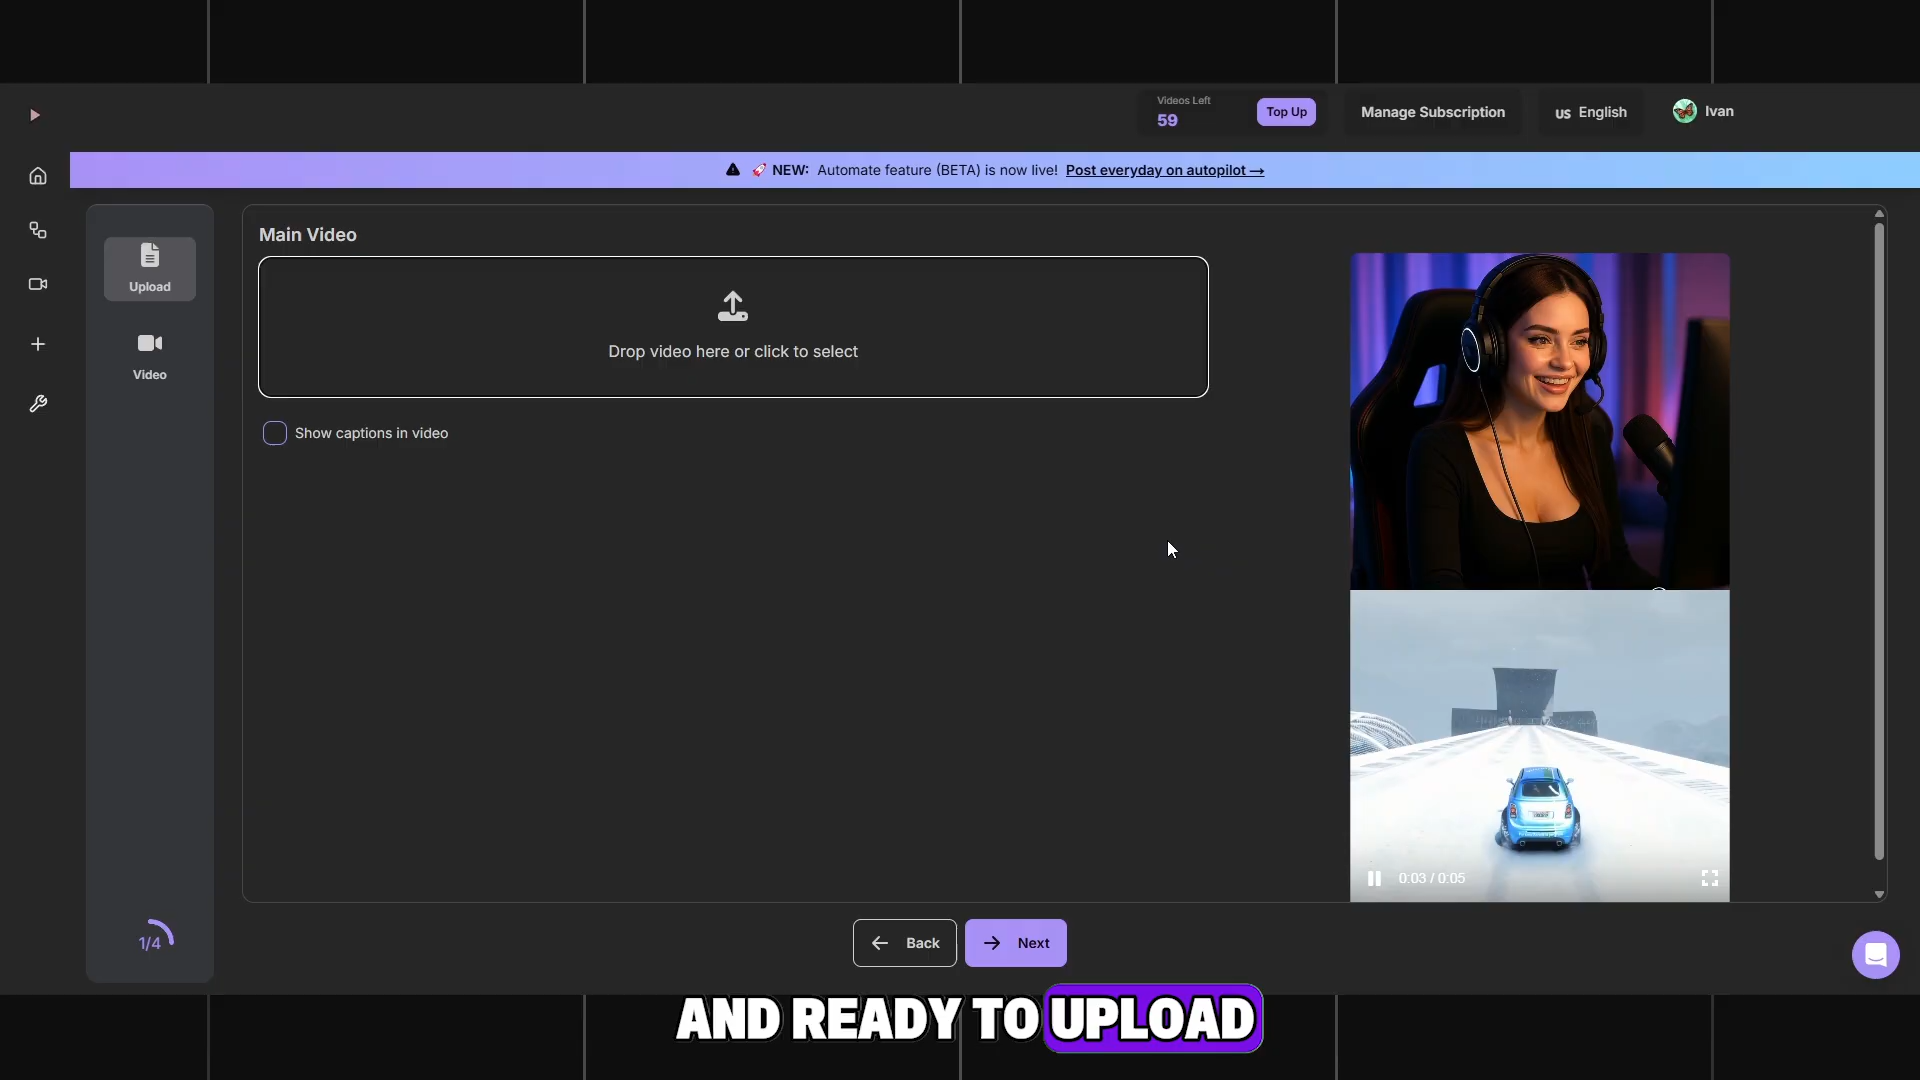 Videos Left
59
Top Up
Manage Subscription
US English
Ivan
🚀 NEW: Automate feature (BETA) is now live! Post everyday on autopilot →
Upload
Video
1/4
Main Video
Drop video here or click to select
Show captions in video
0:03 / 0:05
← Back
→ Next
AND READY TO UPLOAD